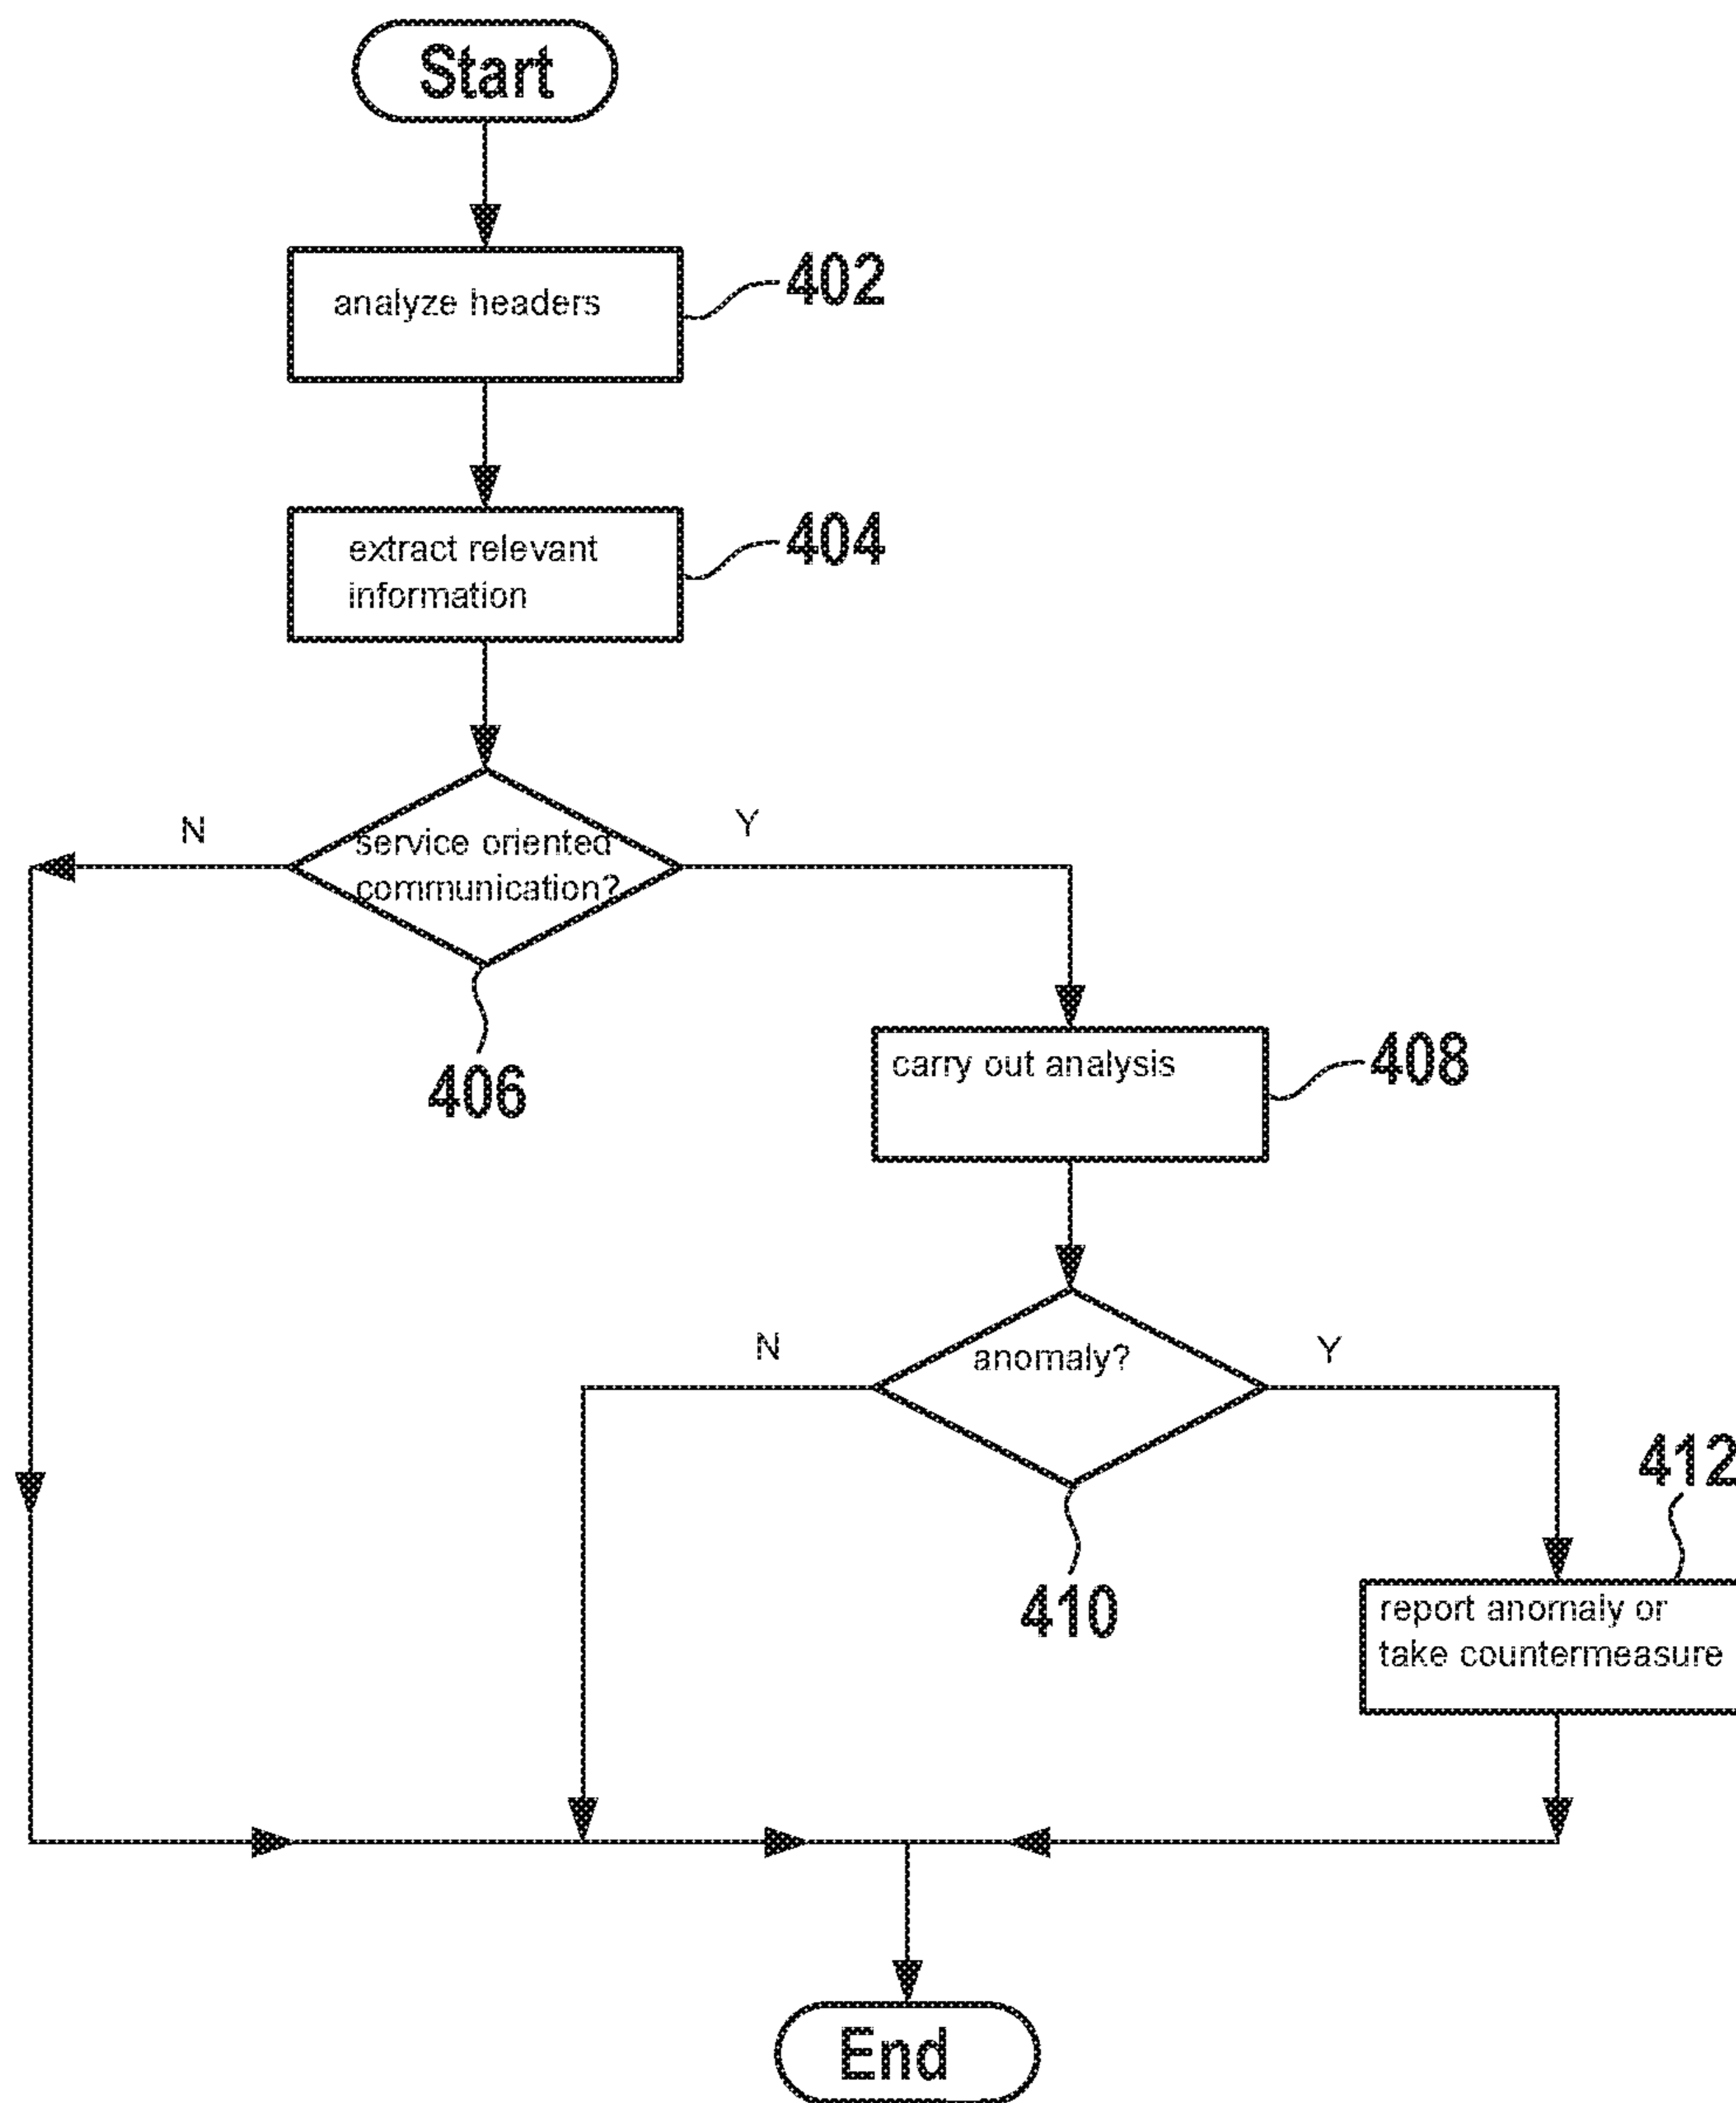 Start
analyze headers
402
extract relevant
information
404
N
service oriented
communication?
Y
406
carry out analysis
408
N
anomaly?
Y
410
412
report anomaly or
take countermeasure
End